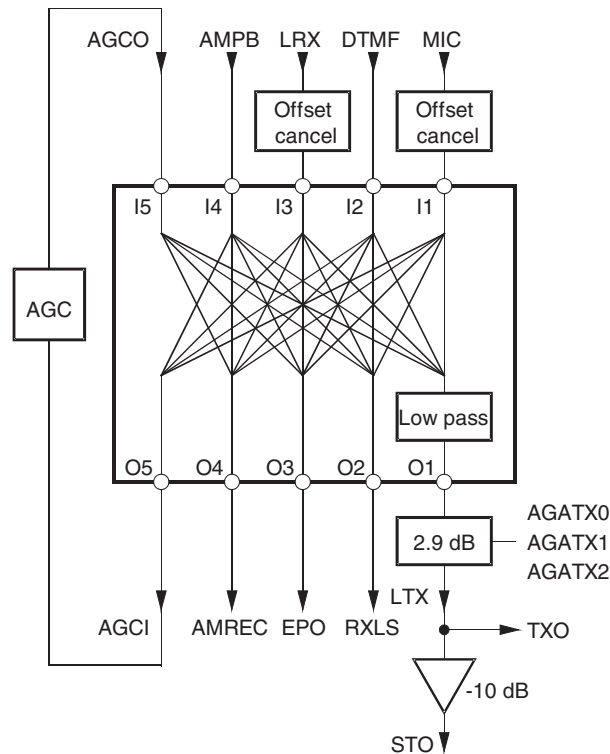 AGCO AMPB LRX DTMF MIC
Offset cancel
Offset cancel
I5 I4 I3 I2 I1
AGC
Low pass
O5 O4 O3 O2 O1
2.9 dB
AGATX0
AGATX1
AGATX2
LTX
AGCI AMREC EPO RXLS
TXO
-10 dB
STO